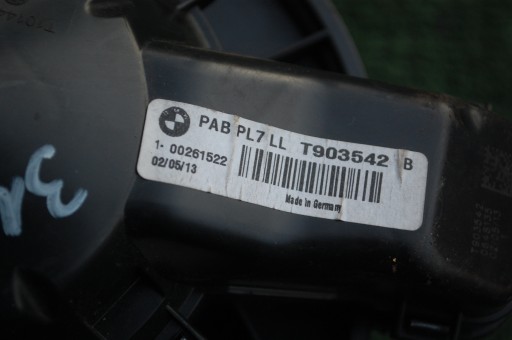 PAB PL7 LL T903542 B
1- 00261522
02/05/13
Made in Germany